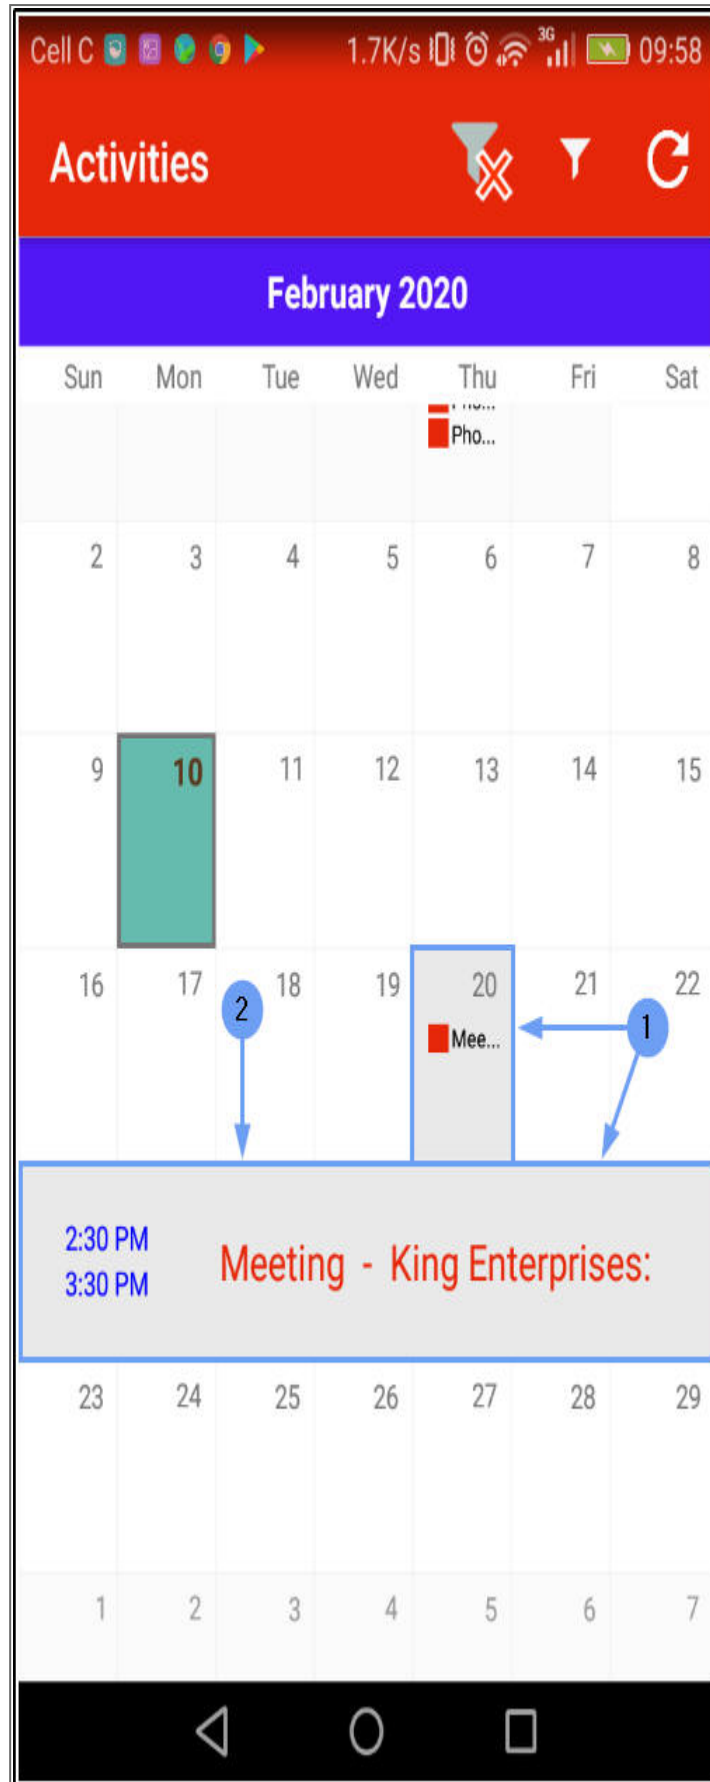 Cell C 1.7K/s 3G 09:58
Activities
February 2020
Sun Mon Tue Wed Thu Fri Sat
Pho...
2 3 4 5 6 7 8
9 10 11 12 13 14 15
16 17 18 19 20 21 22
2 1
Mee...
2:30 PM
Meeting - King Enterprises:
3:30 PM
23 24 25 26 27 28 29
1 2 3 4 5 6 7